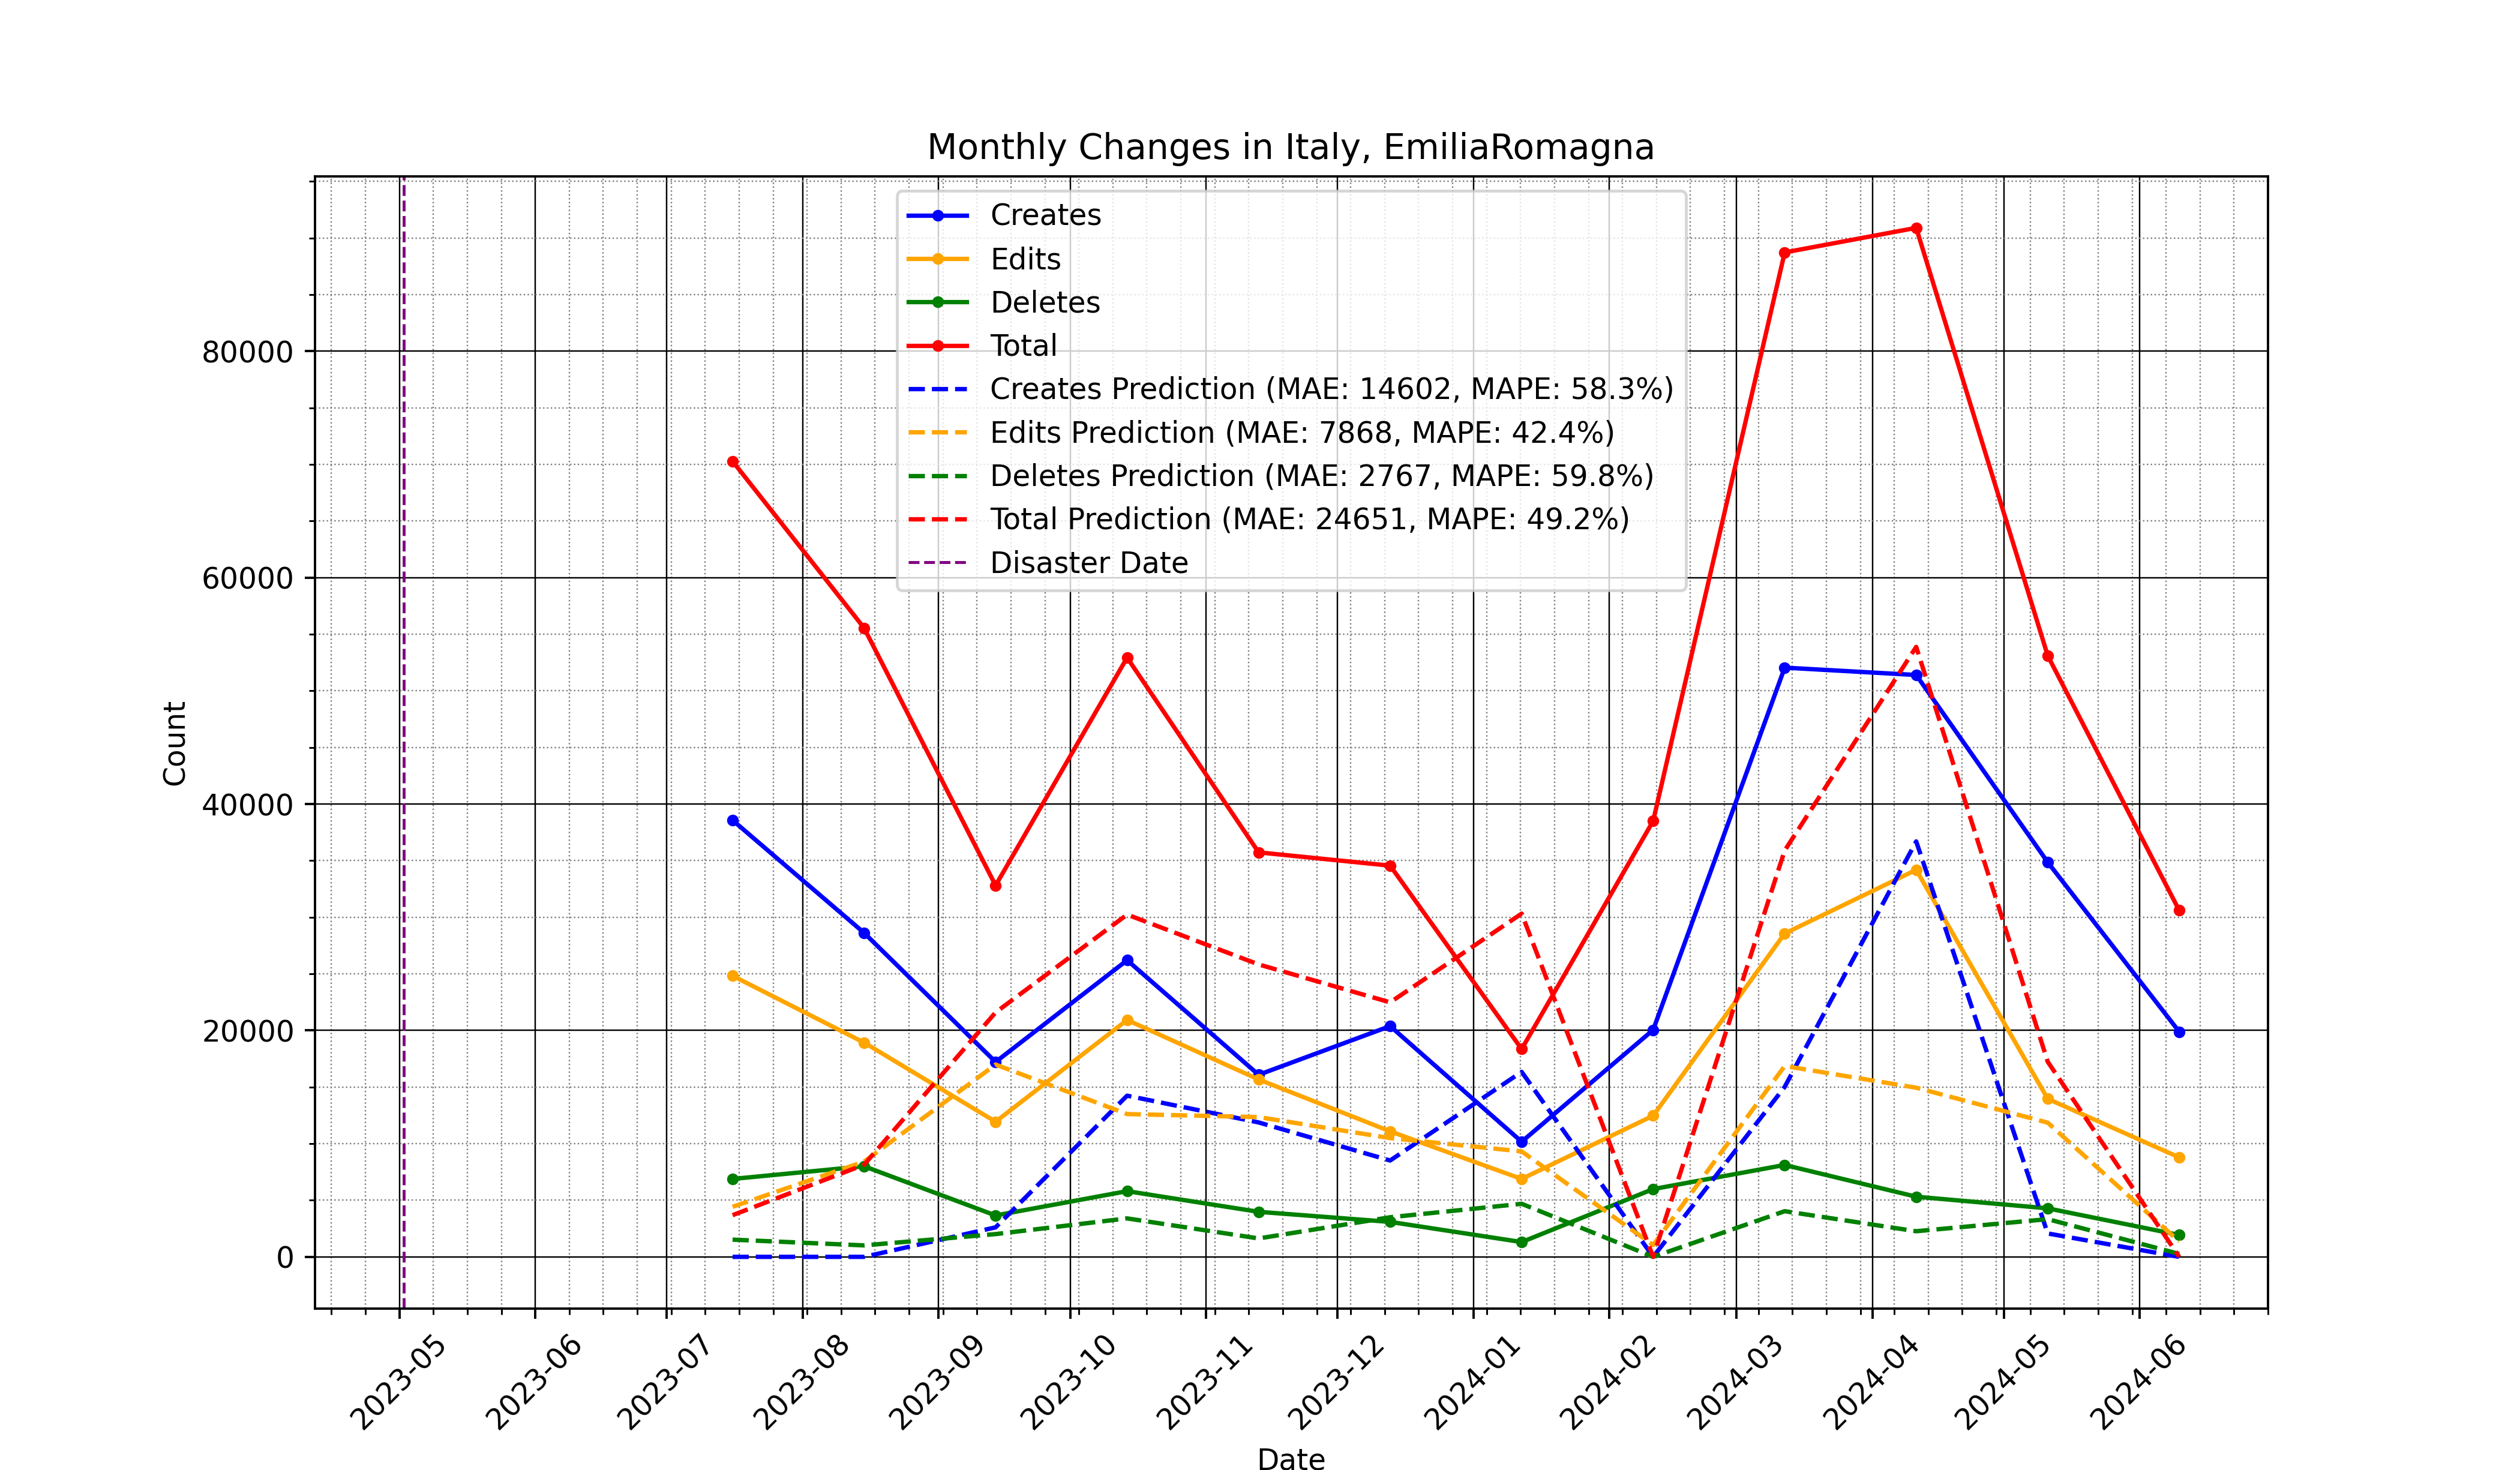 Monthly Changes in Italy, EmiliaRomagna
Creates
Edits
Deletes
Total
Creates Prediction (MAE: 14602, MAPE: 58.3%)
Edits Prediction (MAE: 7868, MAPE: 42.4%)
Deletes Prediction (MAE: 2767, MAPE: 59.8%)
Total Prediction (MAE: 24651, MAPE: 49.2%)
Disaster Date
Count
80000
60000
40000
20000
0
2023-05
2023-06
2023-07
2023-08
2023-09
2023-10
2023-11
2023-12
2024-01
2024-02
2024-03
2024-04
2024-05
2024-06
Date